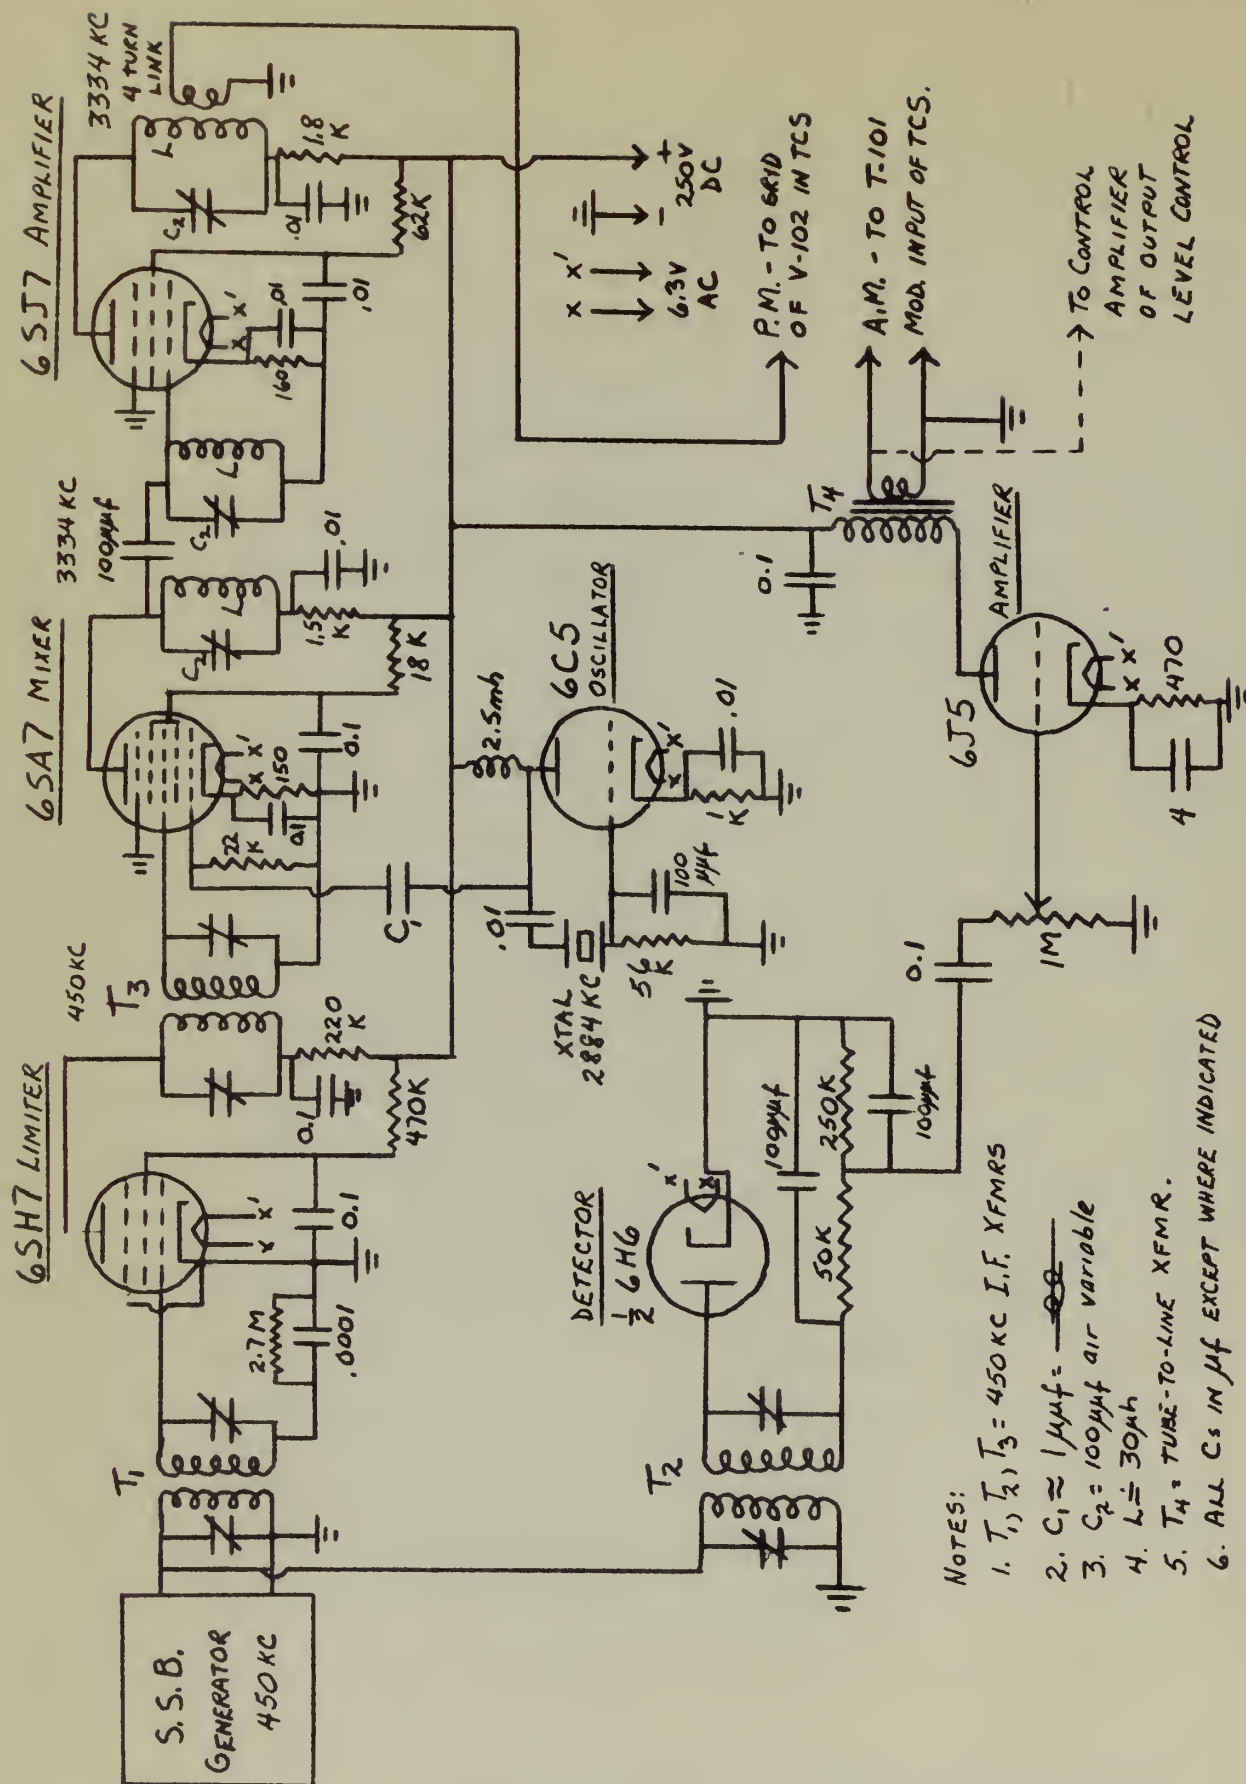 6SH7 LIMITER
450KC
6SA7 MIXER
3334 KC
6SJ7 AMPLIFIER
3334 KC
4 TURN
LINK
T1
T3
100µµf
C2
L
C2
L
C2
L
x x'
x x'
x x'
2.7M
.001
0.1
0.1
220
K
470K
22
K
0.1
150
0.1
1.5
K
.01
18K
160
.01
.01
62K
.01
1.8
K
S.S.B.
GENERATOR
450KC
C1
2.5mh
6C5
OSCILLATOR
x x'
.01
XTAL
2884KC
56
K
100
µµf
1
K
.01
x x'
6.3V
AC
- +
250V
DC
P.M.-TO GRID
OF V-102 IN TCS
T2
DETECTOR
½ 6H6
x x'
100µµf
50K
250K
100µµf
0.1
1M
6J5
AMPLIFIER
x x'
4
470
0.1
T4
A.M.-TO T-101
MOD. INPUT OF TCS.
TO CONTROL
AMPLIFIER
OF OUTPUT
LEVEL CONTROL
NOTES:
1. T1, T2, T3 = 450KC I.F. XFMRS
2. C1 ≈ 1µµf =
3. C2 = 100µµf air variable
4. L ≐ 30µh
5. T4 = TUBE-TO-LINE XFMR.
6. ALL Cs IN µf EXCEPT WHERE INDICATED